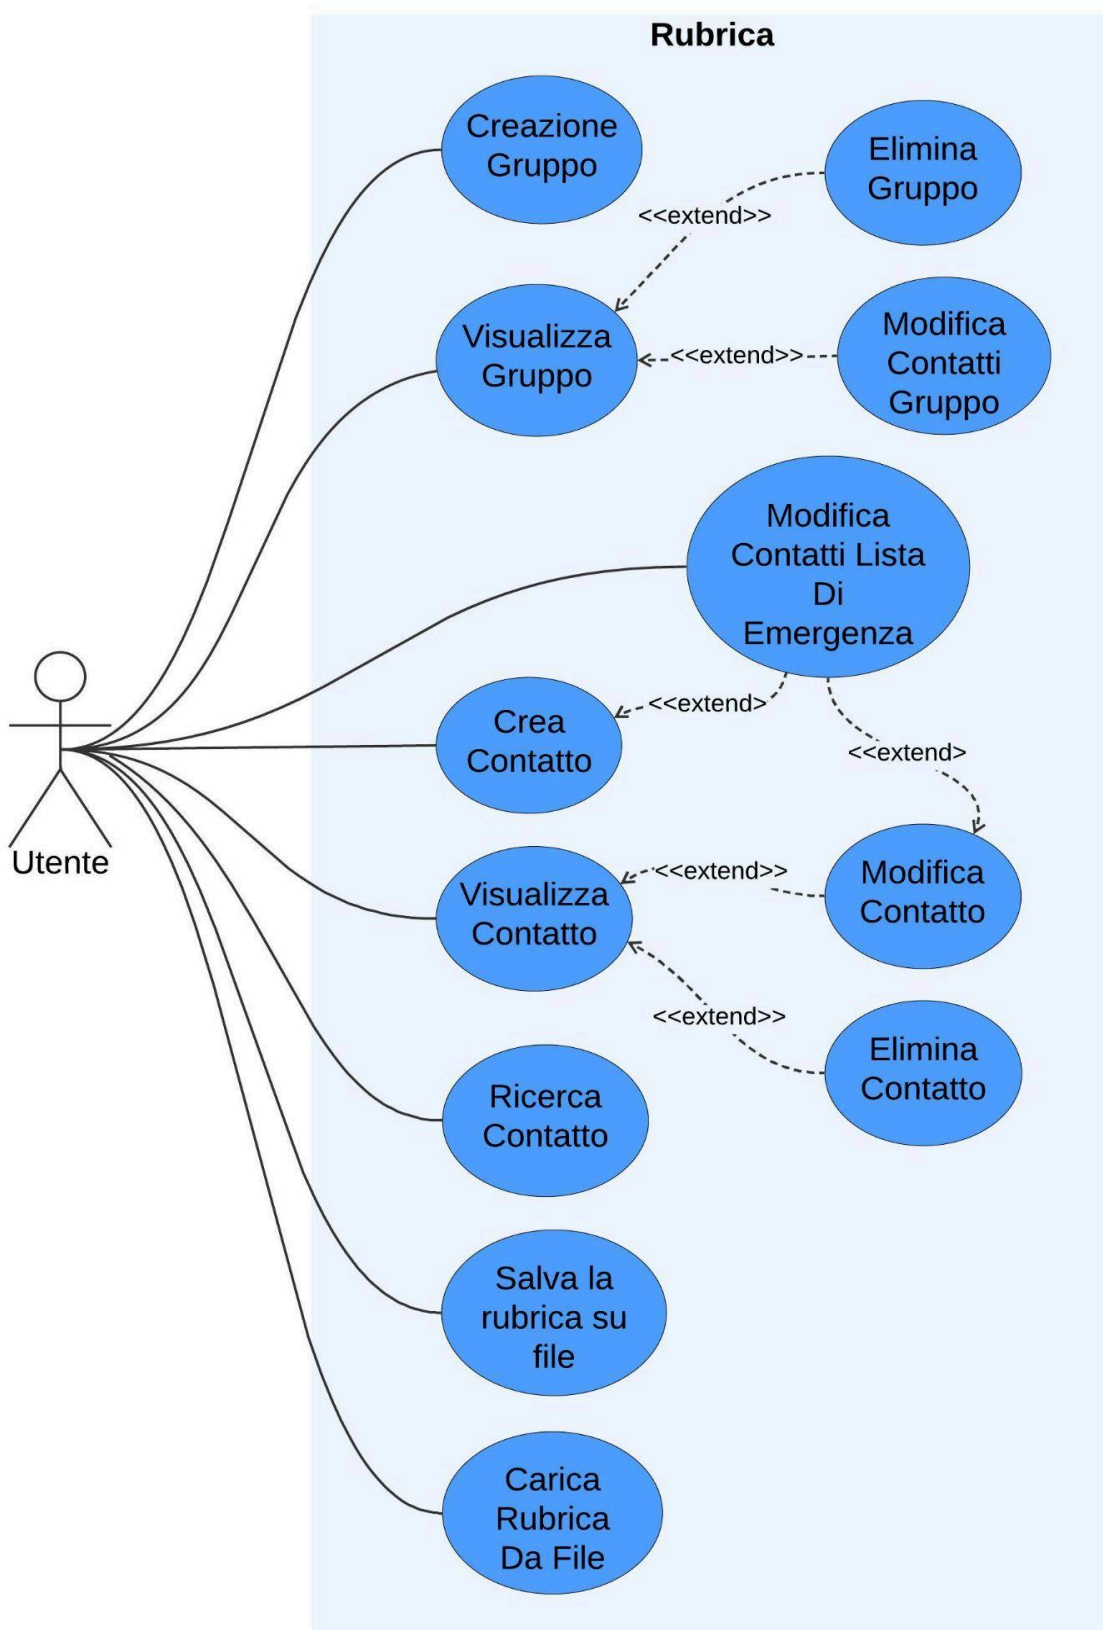 Rubrica
Creazione
Gruppo
Elimina
Gruppo
<<extend>>
Visualizza
Gruppo
<<extend>>
Modifica
Contatti
Gruppo
Modifica
Contatti Lista
Di
Emergenza
<<extend>
Crea
Contatto
<<extend>
Utente
Visualizza
Contatto
<<extend>>
Modifica
Contatto
<<extend>>
Elimina
Contatto
Ricerca
Contatto
Salva la
rubrica su
file
Carica
Rubrica
Da File